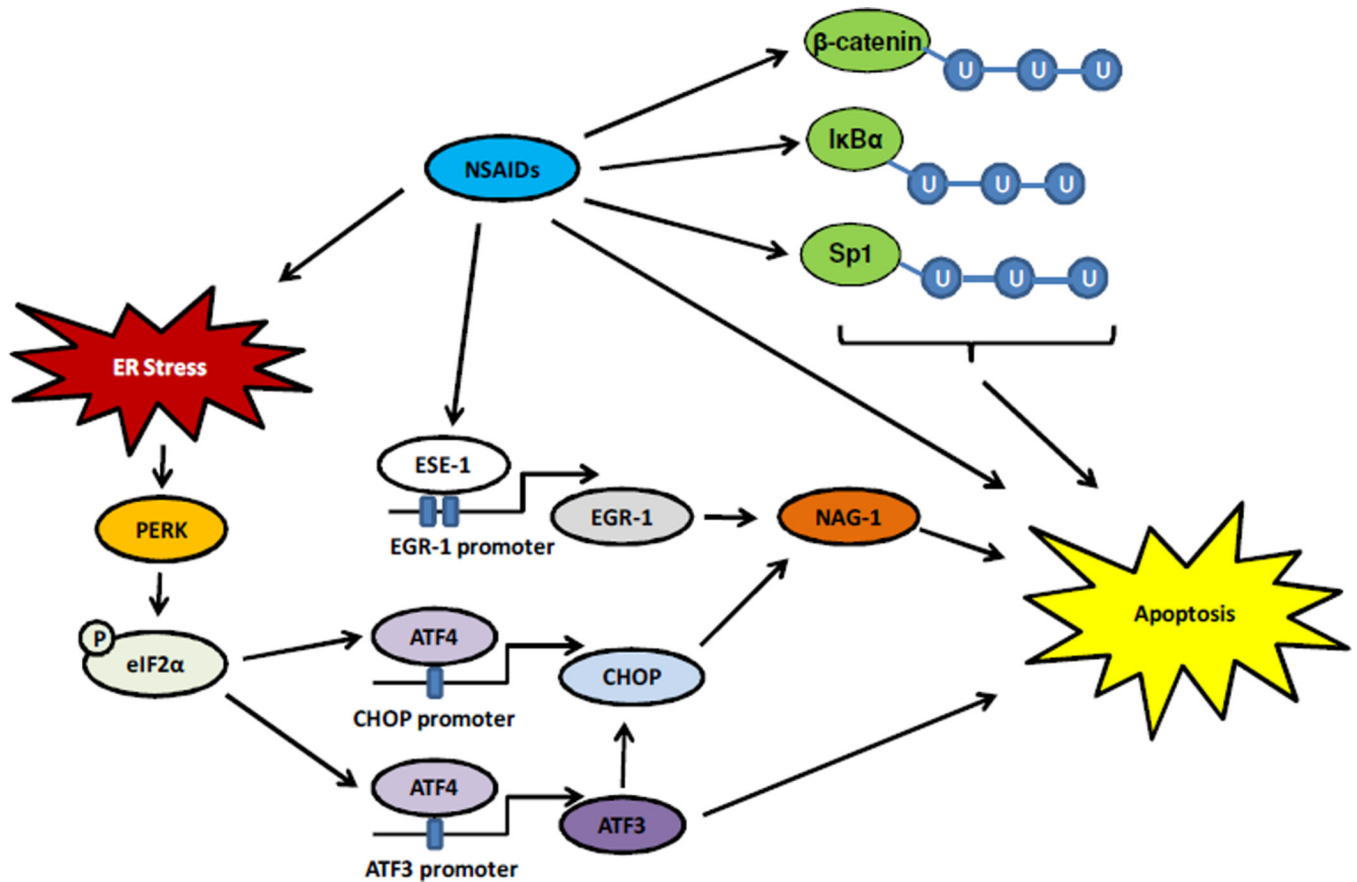 β-catenin
U U U
NSAIDs
IκBα
U U U
Sp1
U U U
ER Stress
ESE-1
EGR-1
NAG-1
EGR-1 promoter
PERK
Apoptosis
P
eIF2α
ATF4
CHOP
CHOP promoter
ATF4
ATF3
ATF3 promoter